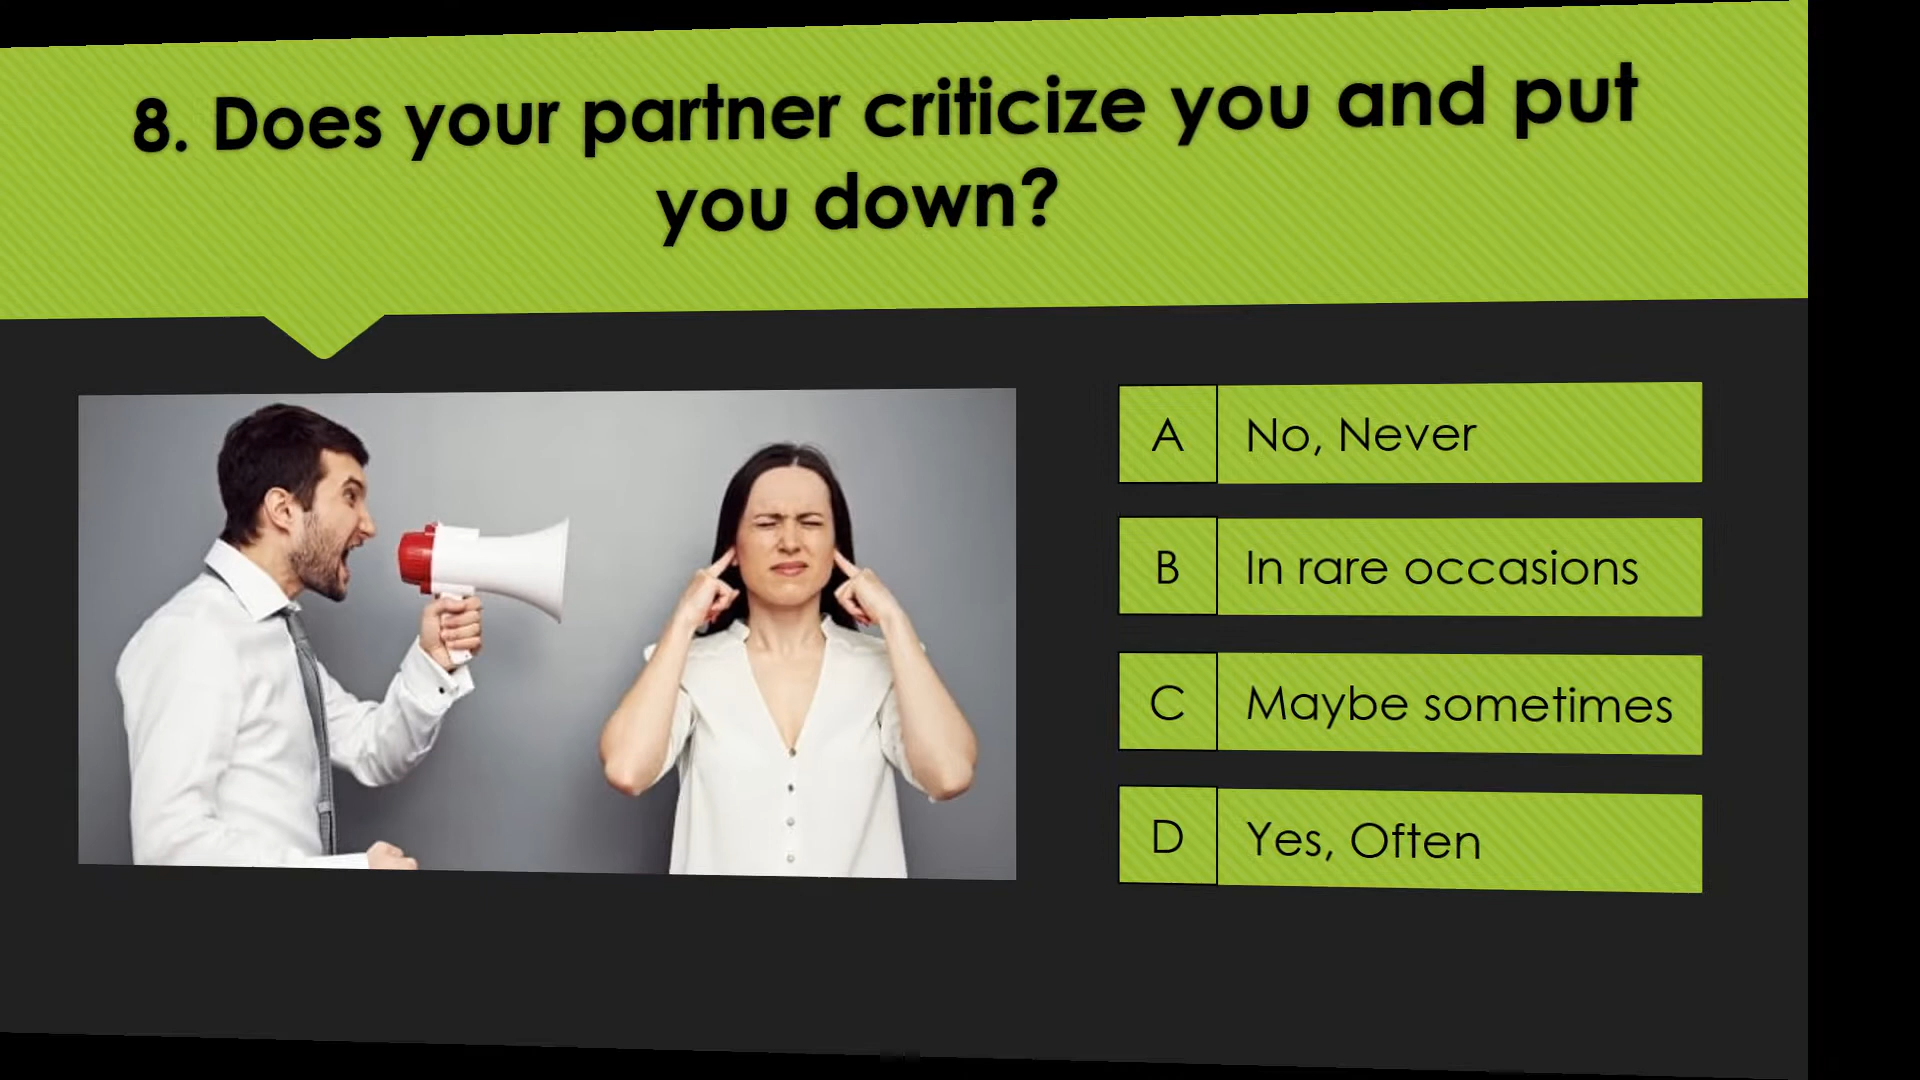 8. Does your partner criticize you and put
you down?
A No, Never
B In rare occasions
C Maybe sometimes
D Yes, Often